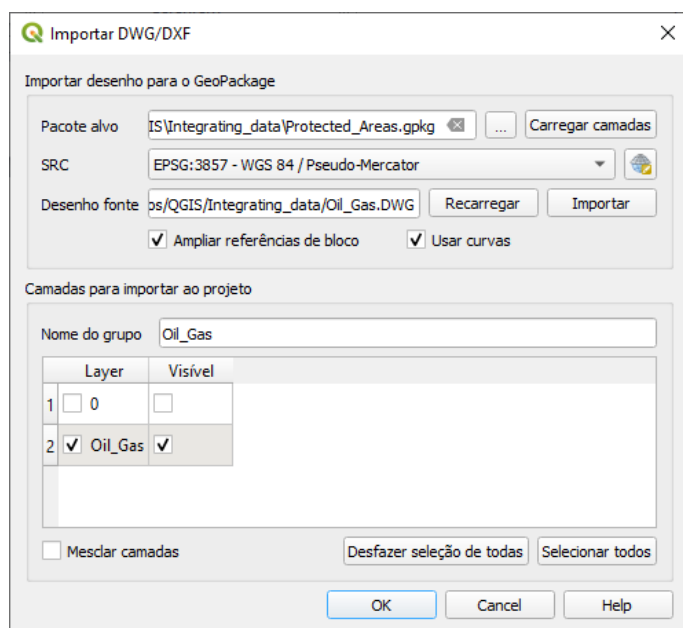 Importar DWG/DXF
Importar desenho para o GeoPackage
Pacote alvo IS\Integrating_data\Protected_Areas.gpkg ... Carregar camadas
SRC EPSG:3857 - WGS 84 / Pseudo-Mercator
Desenho fonte os/QGIS/Integrating_data/Oil_Gas.DWG Recarregar Importar
Ampliar referências de bloco Usar curvas
Camadas para importar ao projeto
Nome do grupo Oil_Gas
Layer Visível
1 0
2 Oil_Gas
Mesclar camadas Desfazer seleção de todas Selecionar todos
OK Cancel Help